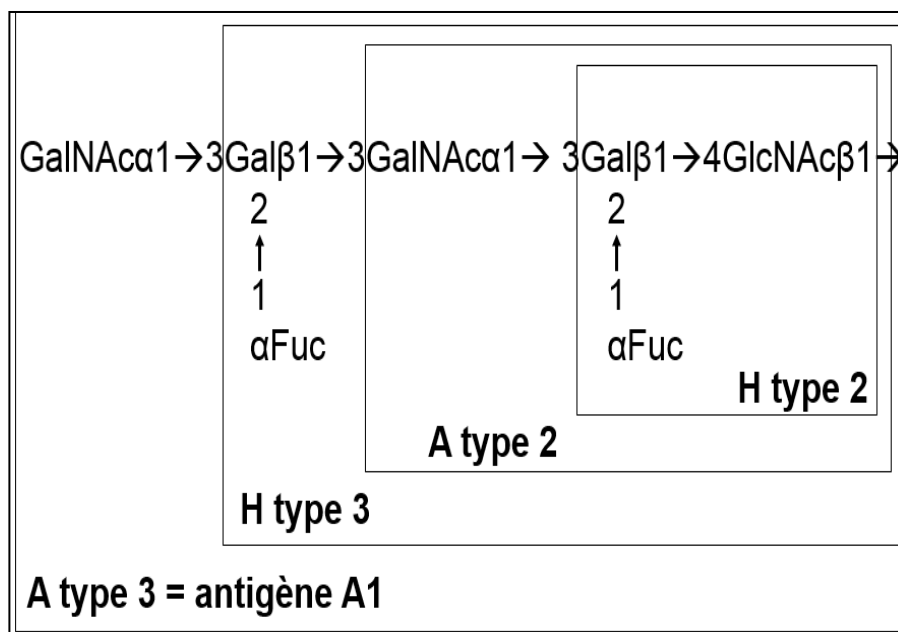 GalNAcα1→3Galβ1→3GalNAcα1→ 3Galβ1→4GlcNAcβ1→
2 2
↑ ↑
1 1
αFuc αFuc
H type 2
A type 2
H type 3
A type 3 = antigène A1